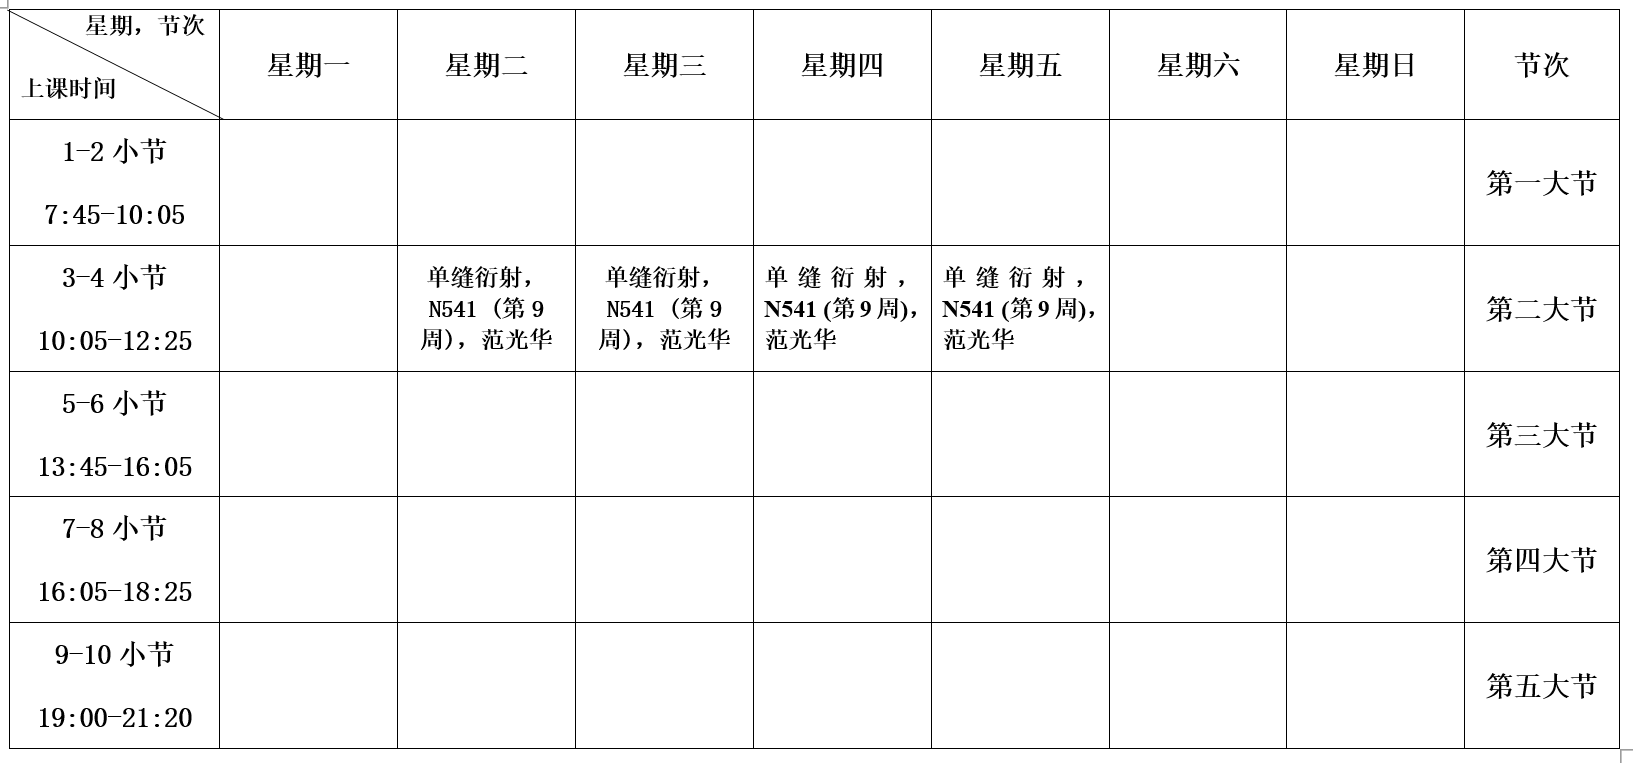 星期，节次
上课时间
星期一
星期二
星期三
星期四
星期五
星期六
星期日
节次
1-2 小节
7:45-10:05
第一大节
3-4 小节
10:05-12:25
单缝衍射，
N541（第 9
周），范光华
单缝衍射，
N541（第 9
周），范光华
单缝衍射，
N541 (第 9 周)，
范光华
单缝衍射，
N541 (第 9 周)，
范光华
第二大节
5-6 小节
13:45-16:05
第三大节
7-8 小节
16:05-18:25
第四大节
9-10 小节
19:00-21:20
第五大节